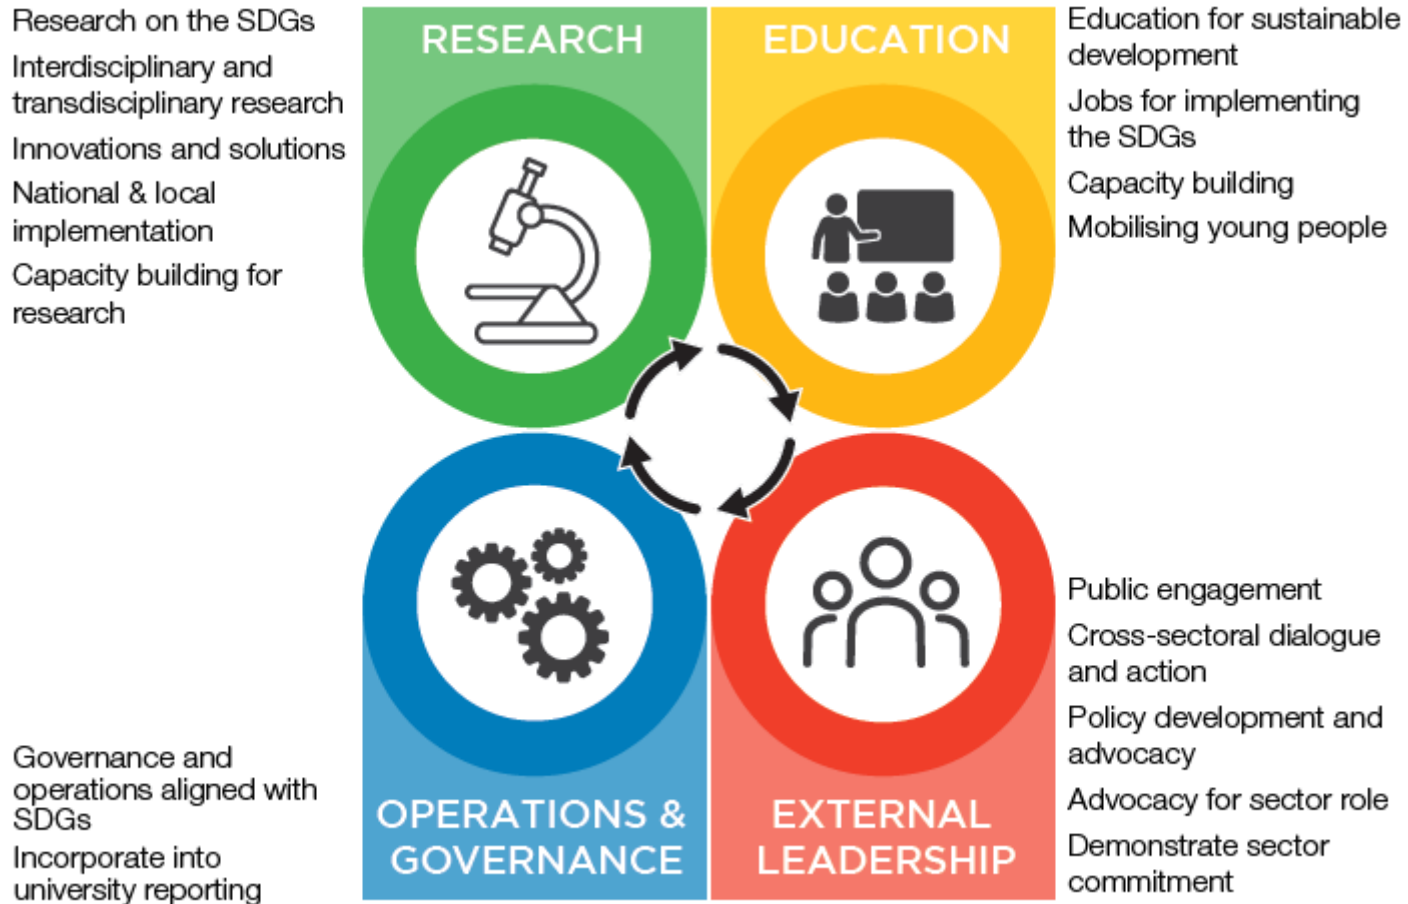 RESEARCH
Research on the SDGs
Interdisciplinary and
transdisciplinary research
Innovations and solutions
National & local
implementation
Capacity building for
research
EDUCATION
Education for sustainable
development
Jobs for implementing
the SDGs
Capacity building
Mobilising young people
Governance and
operations aligned with
SDGs
Incorporate into
university reporting
OPERATIONS &
GOVERNANCE
EXTERNAL
LEADERSHIP
Public engagement
Cross-sectoral dialogue
and action
Policy development and
advocacy
Advocacy for sector role
Demonstrate sector
commitment